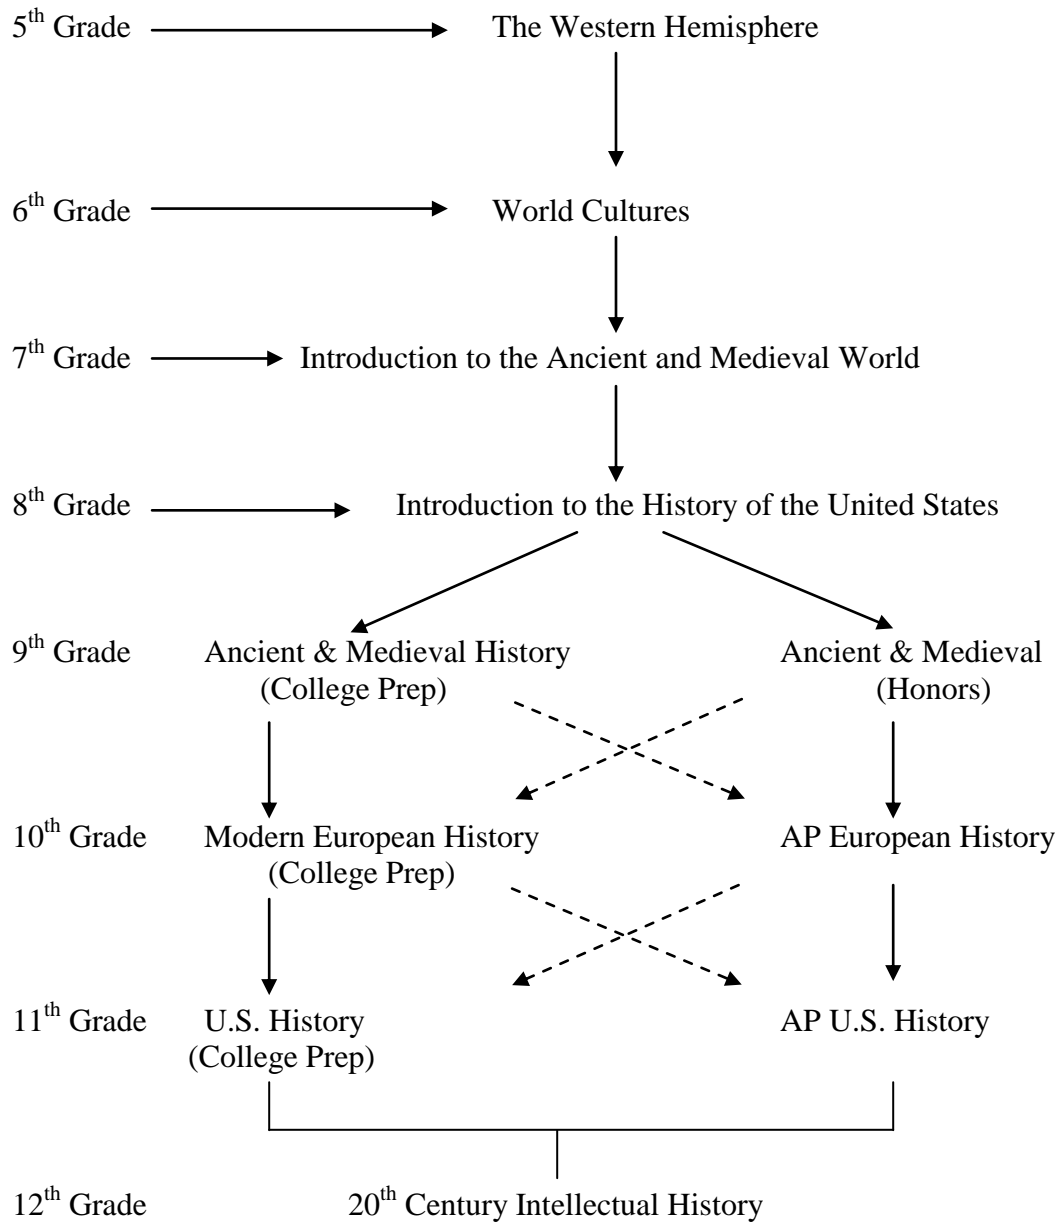 5th Grade The Western Hemisphere
6th Grade World Cultures
7th Grade Introduction to the Ancient and Medieval World
8th Grade Introduction to the History of the United States
9th Grade Ancient & Medieval History Ancient & Medieval
(College Prep) (Honors)
10th Grade Modern European History AP European History
(College Prep)
11th Grade U.S. History AP U.S. History
(College Prep)
12th Grade 20th Century Intellectual History